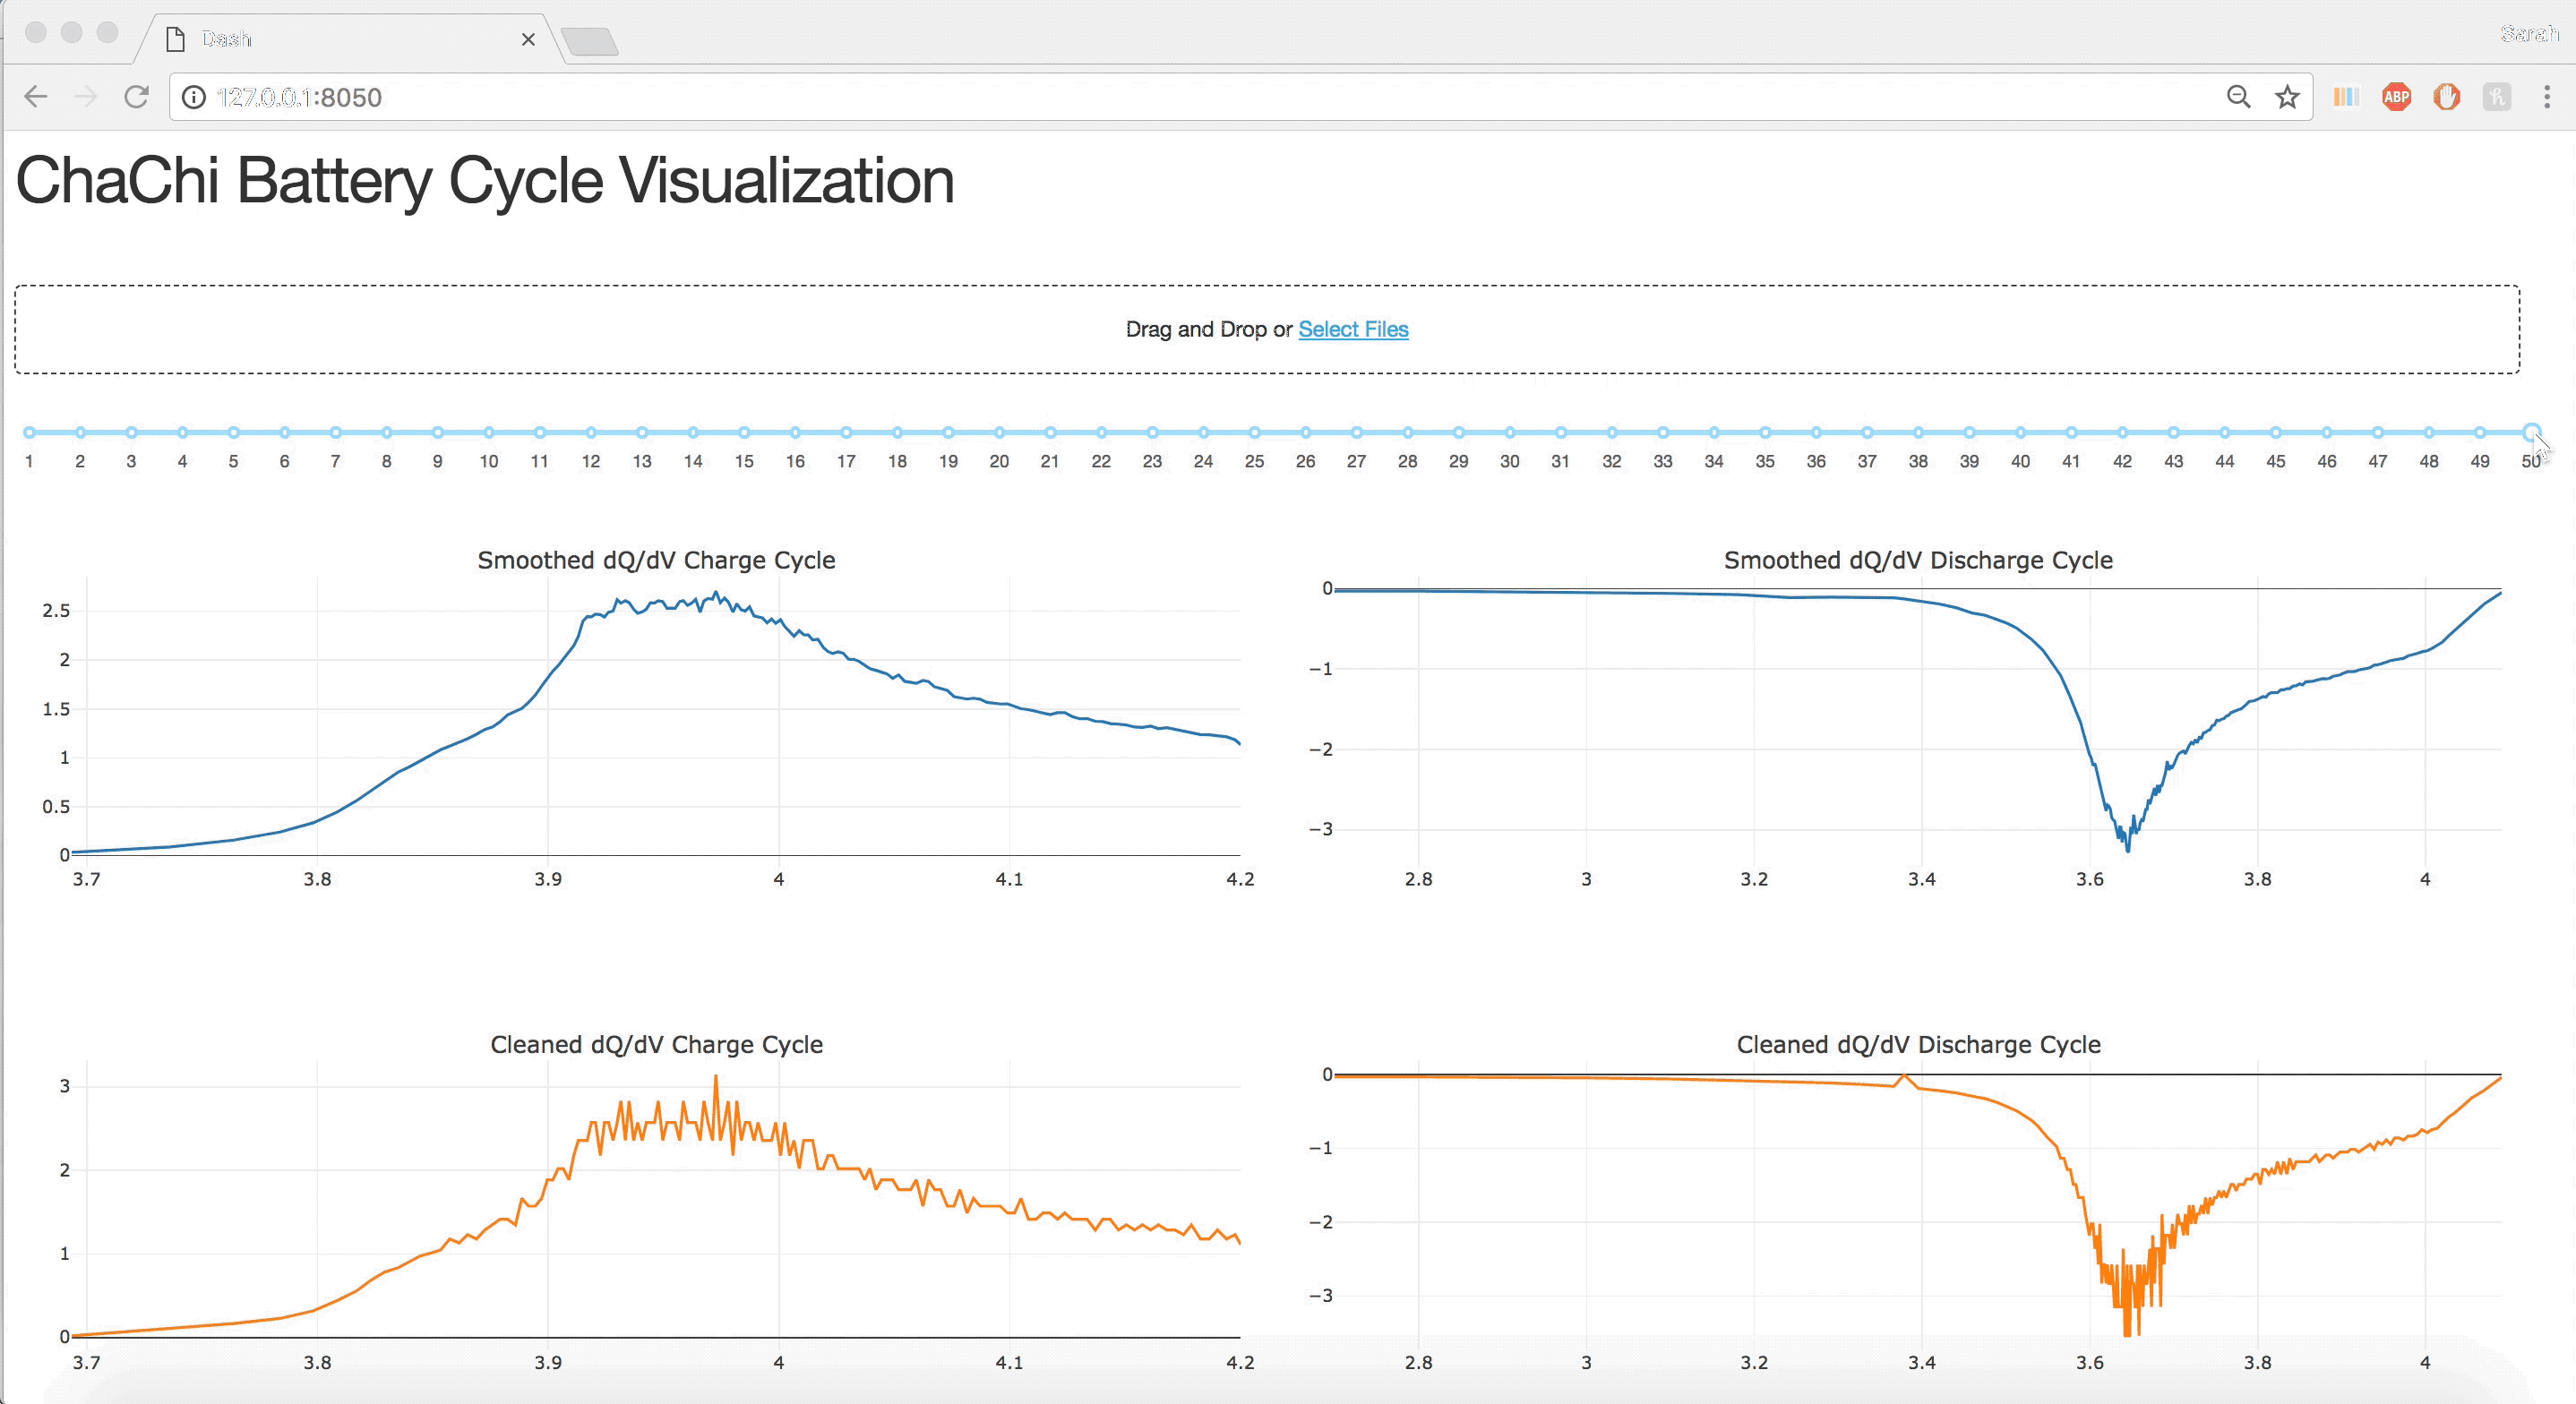 Dash
Sarah
127.0.0.1:8050
ABP
ChaChi Battery Cycle Visualization
Drag and Drop or Select Files
1 2 3 4 5 6 7 8 9 10 11 12 13 14 15 16 17 18 19 20 21 22 23 24 25 26 27 28 29 30 31 32 33 34 35 36 37 38 39 40 41 42 43 44 45 46 47 48 49 50
Smoothed dQ/dV Charge Cycle
2.5
2
1.5
1
0.5
0
3.7 3.8 3.9 4 4.1 4.2
Smoothed dQ/dV Discharge Cycle
0
−1
−2
−3
2.8 3 3.2 3.4 3.6 3.8 4
Cleaned dQ/dV Charge Cycle
3
2
1
0
3.7 3.8 3.9 4 4.1 4.2
Cleaned dQ/dV Discharge Cycle
0
−1
−2
−3
2.8 3 3.2 3.4 3.6 3.8 4